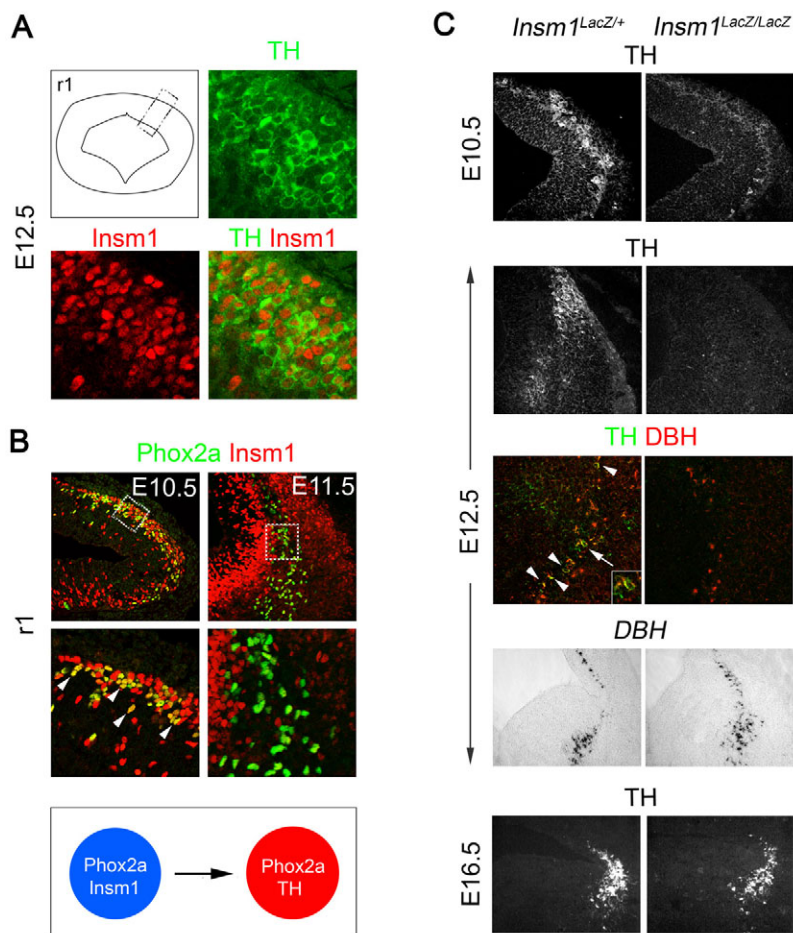 A
TH
r1
E12.5
Insm1
TH Insm1
B
Phox2a Insm1
E10.5
E11.5
r1
Phox2a
Insm1
Phox2a
TH
C
Insm1LacZ/+
Insm1LacZ/LacZ
TH
E10.5
TH
TH DBH
E12.5
DBH
TH
E16.5